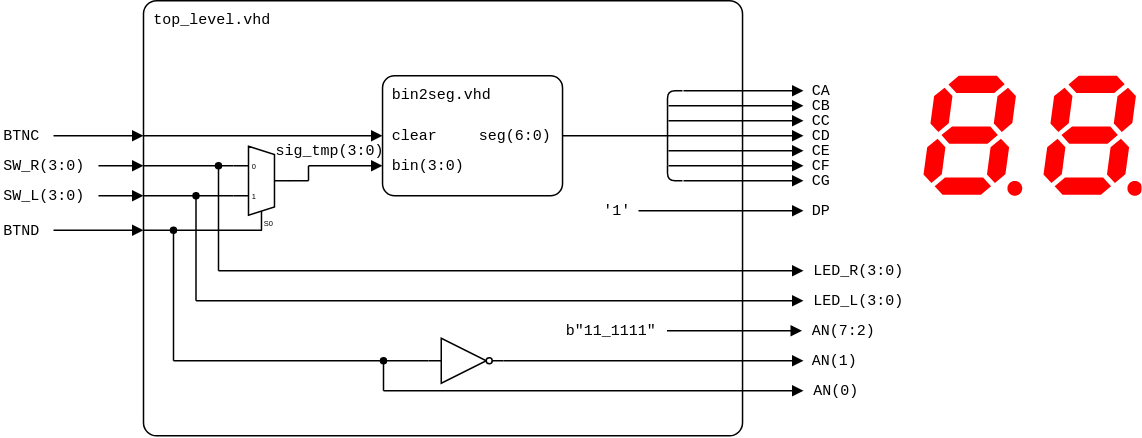 top_level.vhd
bin2seg.vhd
CA
CB
CC
BTNC
clear
seg(6:0)
CD
sig_tmp(3:0)
CE
SW_R(3:0)
0
bin(3:0)
CF
CG
SW_L(3:0)
1
'1'
DP
S0
BTND
LED_R(3:0)
LED_L(3:0)
b"11_1111"
AN(7:2)
AN(1)
AN(0)